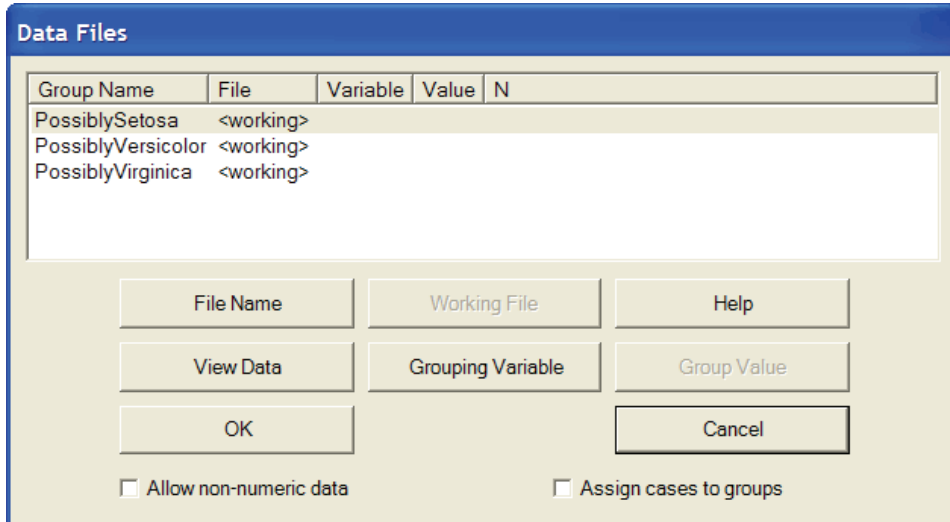 Data Files
Group Name File Variable Value N
PossiblySetosa <working>
PossiblyVersicolor <working>
PossiblyVirginica <working>
File Name Working File Help
View Data Grouping Variable Group Value
OK Cancel
Allow non-numeric data Assign cases to groups